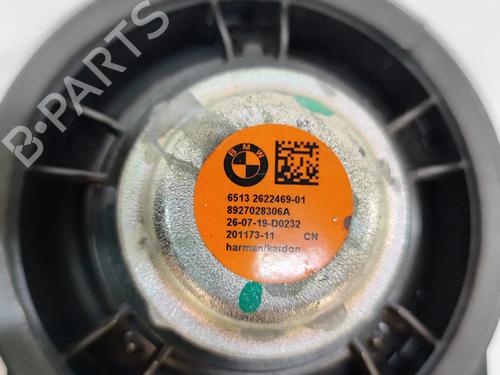 B-PARTS
BMW
6513 2622469-01
8927028306A
26-07-19-D0232
201173-11 CN
harman/kardon